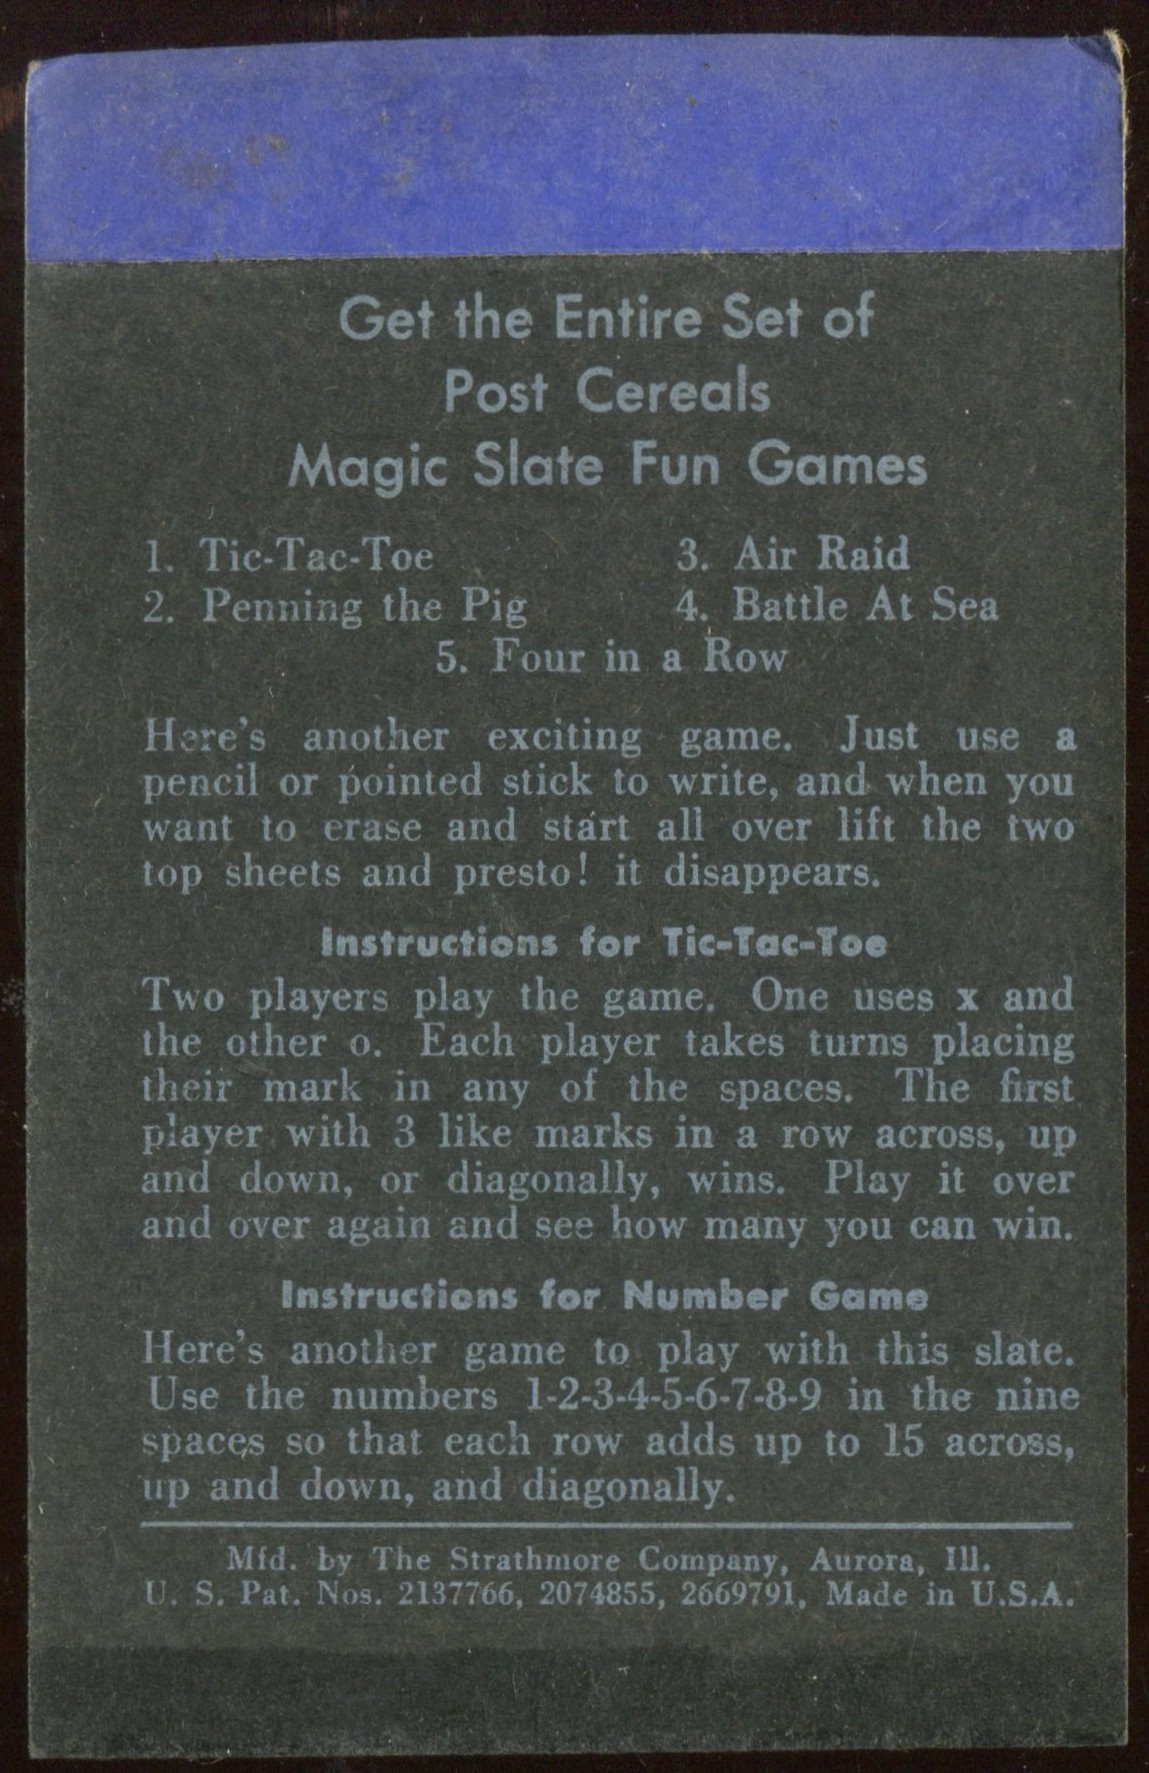 Get the Entire Set of
Post Cereals
Magic Slate Fun Games
1. Tic-Tac-Toe 3. Air Raid
2. Penning the Pig 4. Battle At Sea
5. Four in a Row
Here's another exciting game. Just use a
pencil or pointed stick to write, and when you
want to erase and start all over lift the two
top sheets and presto! it disappears.
Instructions for Tic-Tac-Toe
Two players play the game. One uses x and
the other o. Each player takes turns placing
their mark in any of the spaces. The first
player with 3 like marks in a row across, up
and down, or diagonally, wins. Play it over
and over again and see how many you can win.
Instructions for Number Game
Here's another game to play with this slate.
Use the numbers 1-2-3-4-5-6-7-8-9 in the nine
spaces so that each row adds up to 15 across,
up and down, and diagonally.
Mfd. by The Strathmore Company, Aurora, Ill.
U. S. Pat. Nos. 2137766, 2074855, 2669791, Made in U.S.A.